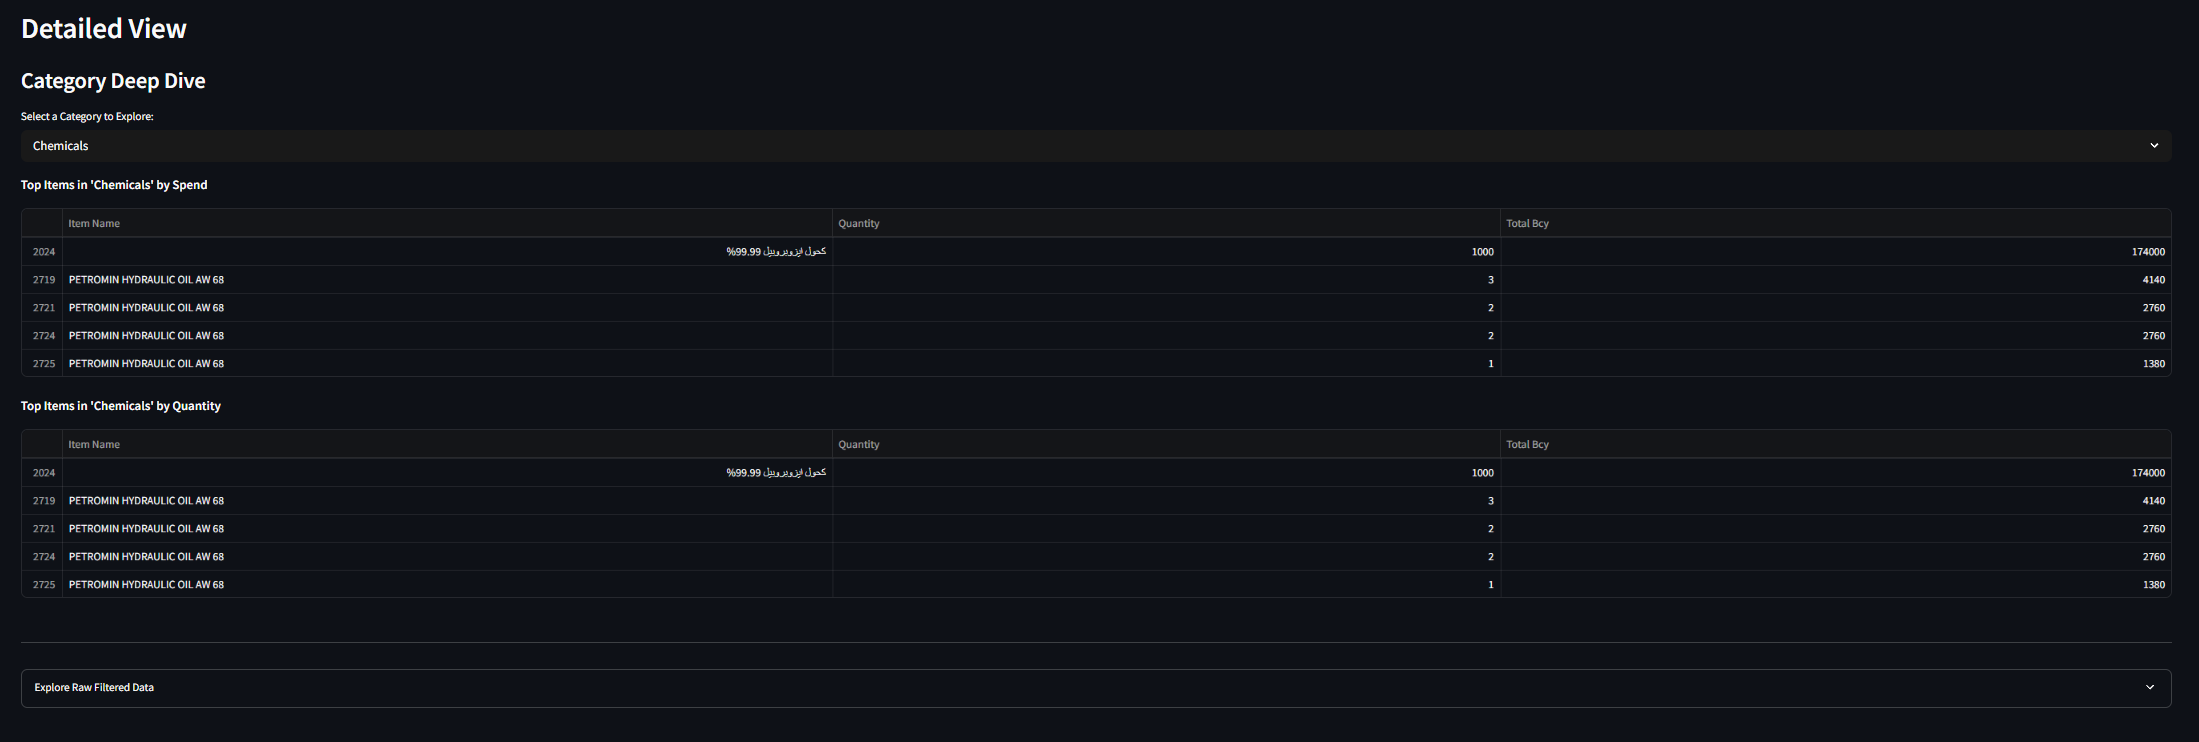 Detailed View
Category Deep Dive
Select a Category to Explore:
Chemicals
Top Items in 'Chemicals' by Spend
Item Name Quantity Total Bcy
2024 كحول ايزوبروبيل 99.99% 1000 174000
2719 PETROMIN HYDRAULIC OIL AW 68 3 4140
2721 PETROMIN HYDRAULIC OIL AW 68 2 2760
2724 PETROMIN HYDRAULIC OIL AW 68 2 2760
2725 PETROMIN HYDRAULIC OIL AW 68 1 1380
Top Items in 'Chemicals' by Quantity
Item Name Quantity Total Bcy
2024 كحول ايزوبروبيل 99.99% 1000 174000
2719 PETROMIN HYDRAULIC OIL AW 68 3 4140
2721 PETROMIN HYDRAULIC OIL AW 68 2 2760
2724 PETROMIN HYDRAULIC OIL AW 68 2 2760
2725 PETROMIN HYDRAULIC OIL AW 68 1 1380
Explore Raw Filtered Data